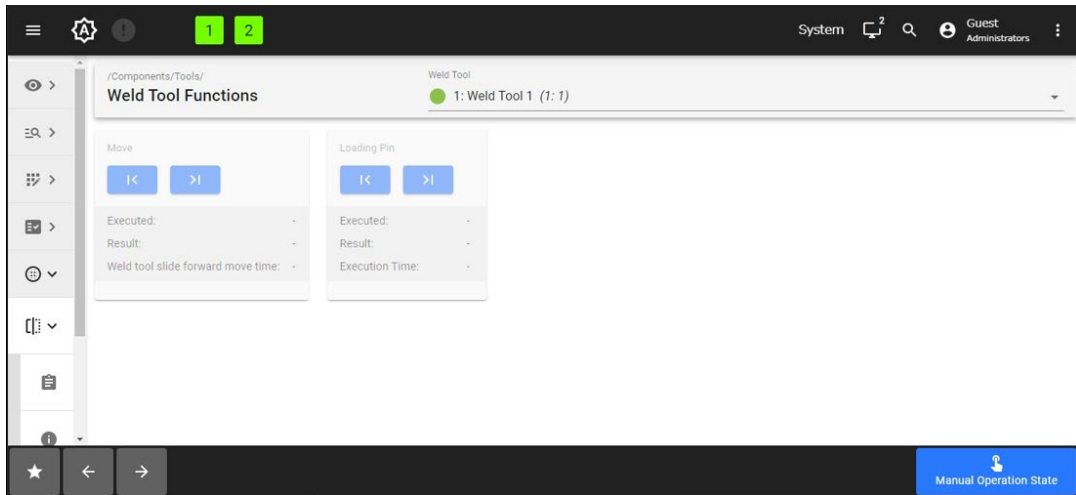 1 2
System 2 Guest
Administrators
/Components/Tools/
Weld Tool Functions
Weld Tool
1: Weld Tool 1 (1: 1)
Move
Executed: -
Result: -
Weld tool slide forward move time: -
Loading Pin
Executed: -
Result: -
Execution Time: -
Manual Operation State